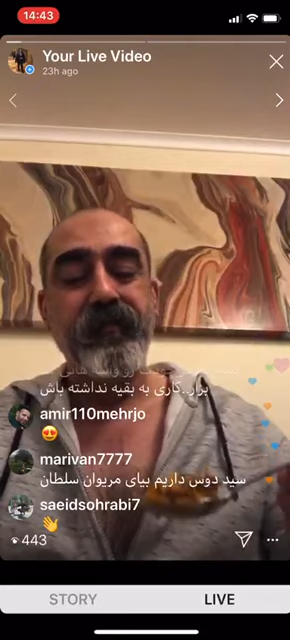 14:43
Your Live Video
23h ago
بزار..کاری به بقیه نداشته باش
amir110mehrjo
😍
marivan7777
سید دوس داریم بیای مریوان سلطان
saeidsohrabi7
👋
443
STORY
LIVE